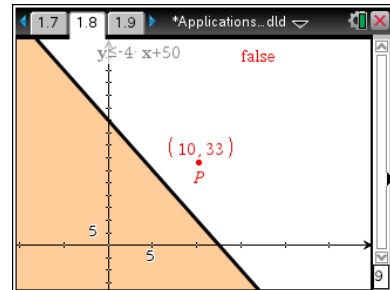 1.7 1.8 1.9 *Applications...dld
y≤-4·x+50 false
(10,33)
P
5
5
9